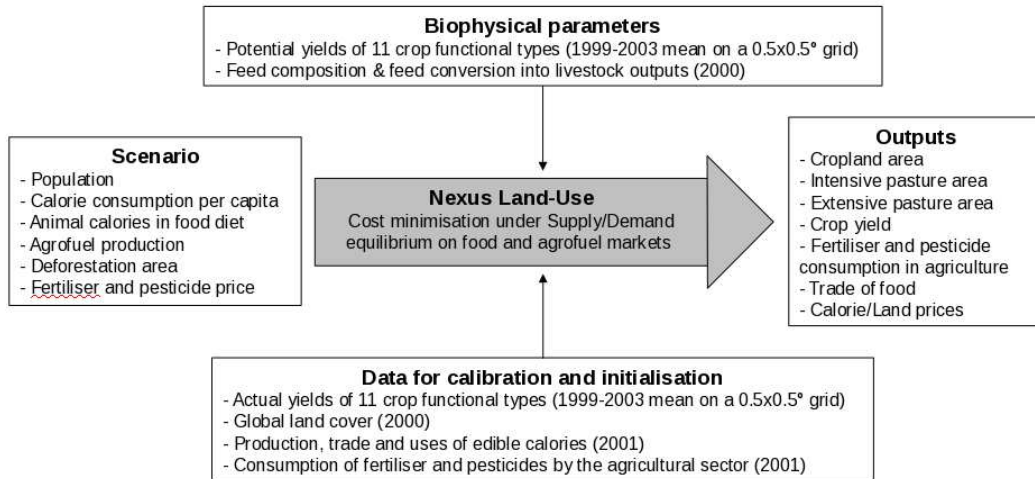 Biophysical parameters
- Potential yields of 11 crop functional types (1999-2003 mean on a 0.5x0.5° grid)
- Feed composition & feed conversion into livestock outputs (2000)
Scenario
- Population
- Calorie consumption per capita
- Animal calories in food diet
- Agrofuel production
- Deforestation area
- Fertiliser and pesticide price
Nexus Land-Use
Cost minimisation under Supply/Demand
equilibrium on food and agrofuel markets
Outputs
- Cropland area
- Intensive pasture area
- Extensive pasture area
- Crop yield
- Fertiliser and pesticide
consumption in agriculture
- Trade of food
- Calorie/Land prices
Data for calibration and initialisation
- Actual yields of 11 crop functional types (1999-2003 mean on a 0.5x0.5° grid)
- Global land cover (2000)
- Production, trade and uses of edible calories (2001)
- Consumption of fertiliser and pesticides by the agricultural sector (2001)